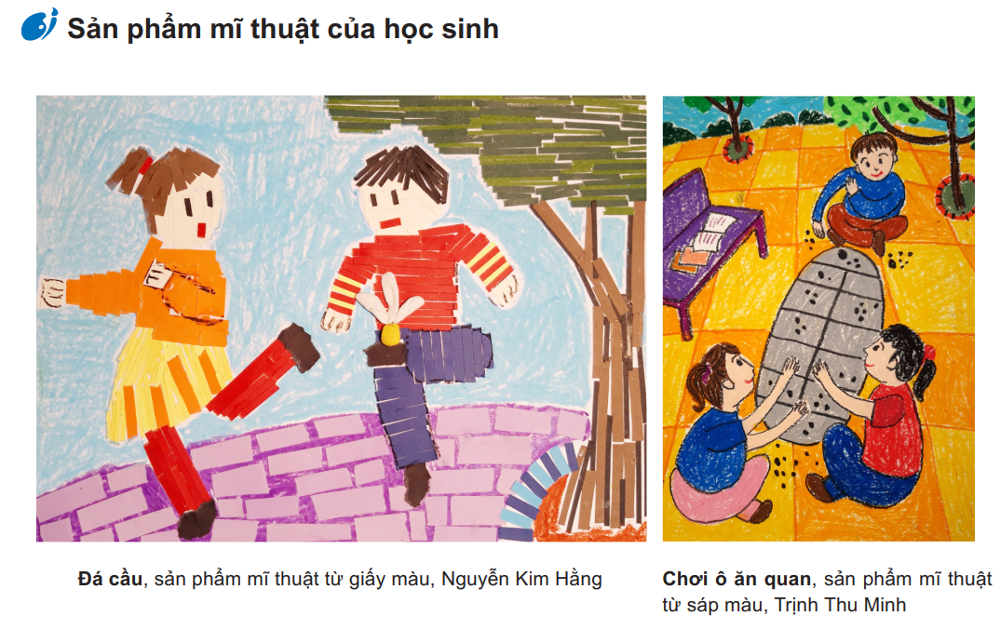 Sản phẩm mĩ thuật của học sinh
Đá cầu, sản phẩm mĩ thuật từ giấy màu, Nguyễn Kim Hằng
Chơi ô ăn quan, sản phẩm mĩ thuật
từ sáp màu, Trịnh Thu Minh